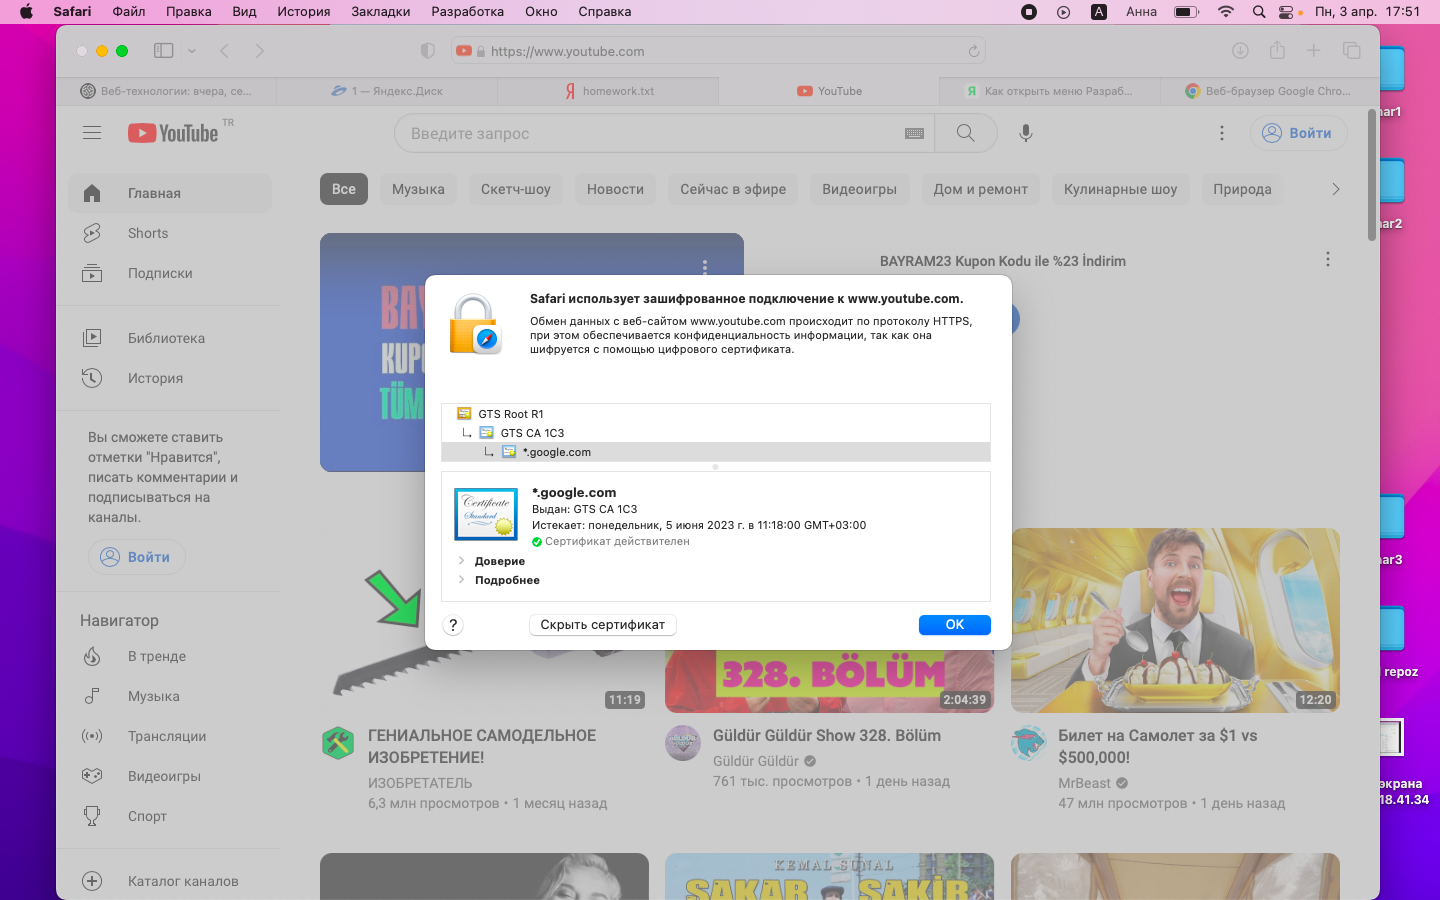 Safari Файл Правка Вид История Закладки Разработка Окно Справка A Анна Пн, 3 апр. 17:51
https://www.youtube.com
Веб-технологии: вчера, се... 1 — Яндекс.Диск homework.txt YouTube Как открыть меню Разраб... Веб-браузер Google Chro...
YouTube TR
Введите запрос
Войти
Главная
Shorts
Подписки
Библиотека
История
Вы сможете ставить
отметки "Нравится",
писать комментарии и
подписываться на
каналы.
Войти
Навигатор
В тренде
Музыка
Трансляции
Видеоигры
Спорт
Каталог каналов
Все Музыка Скетч-шоу Новости Сейчас в эфире Видеоигры Дом и ремонт Кулинарные шоу Природа
BAYRAM23 Kupon Kodu ile %23 İndirim
Safari использует зашифрованное подключение к www.youtube.com.
Обмен данных с веб-сайтом www.youtube.com происходит по протоколу HTTPS,
при этом обеспечивается конфиденциальность информации, так как она
шифруется с помощью цифрового сертификата.
GTS Root R1
GTS CA 1C3
*.google.com
Certificate
Standard
*.google.com
Выдан: GTS CA 1C3
Истекает: понедельник, 5 июня 2023 г. в 11:18:00 GMT+03:00
Сертификат действителен
Доверие
Подробнее
? Скрыть сертификат OK
11:19
328. BÖLÜM
2:04:39
12:20
ГЕНИАЛЬНОЕ САМОДЕЛЬНОЕ
ИЗОБРЕТЕНИЕ!
ИЗОБРЕТАТЕЛЬ
6,3 млн просмотров • 1 месяц назад
Güldür Güldür Show 328. Bölüm
Güldür Güldür
761 тыс. просмотров • 1 день назад
Билет на Самолет за $1 vs
$500,000!
MrBeast
47 млн просмотров • 1 день назад
KEMAL SUNAL
SAKAR ŞAKİR
repoz
экрана
18.41.34